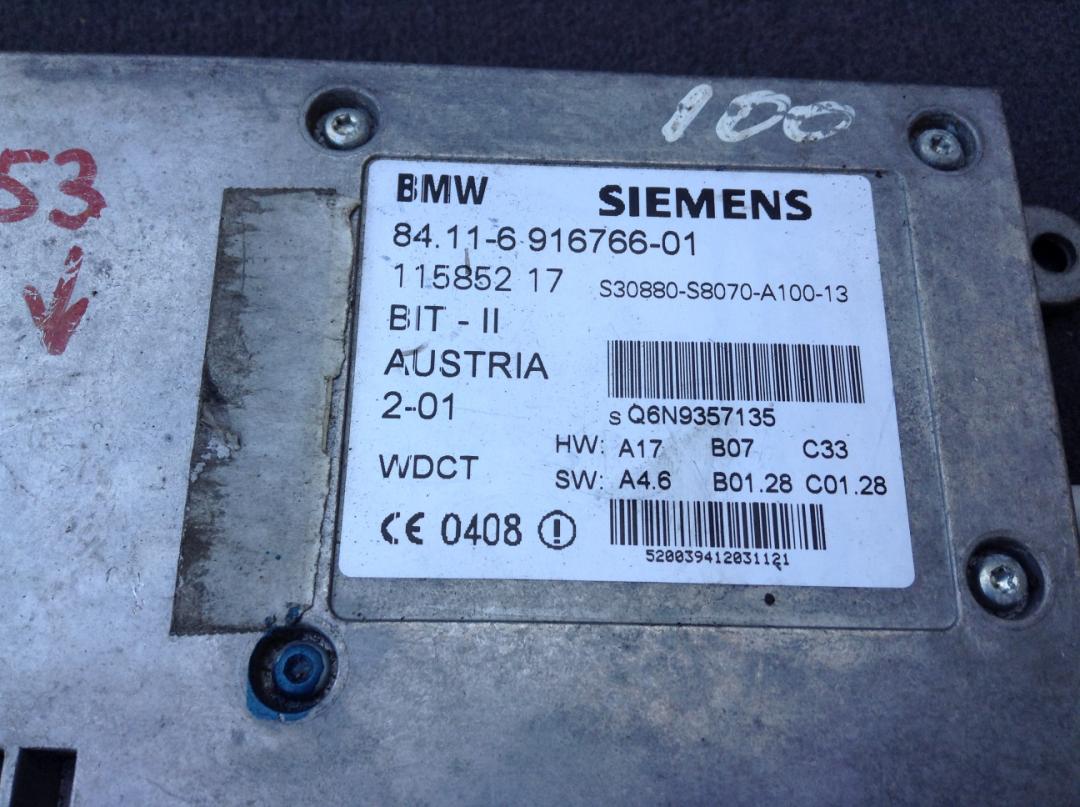 100
53
BMW SIEMENS
84.11-6 916766-01
115852 17 S30880-S8070-A100-13
BIT - II
AUSTRIA
2-01
S Q6N9357135
HW: A17 B07 C33
WDCT
SW: A4.6 B01.28 C01.28
CE 0408
520039412031121